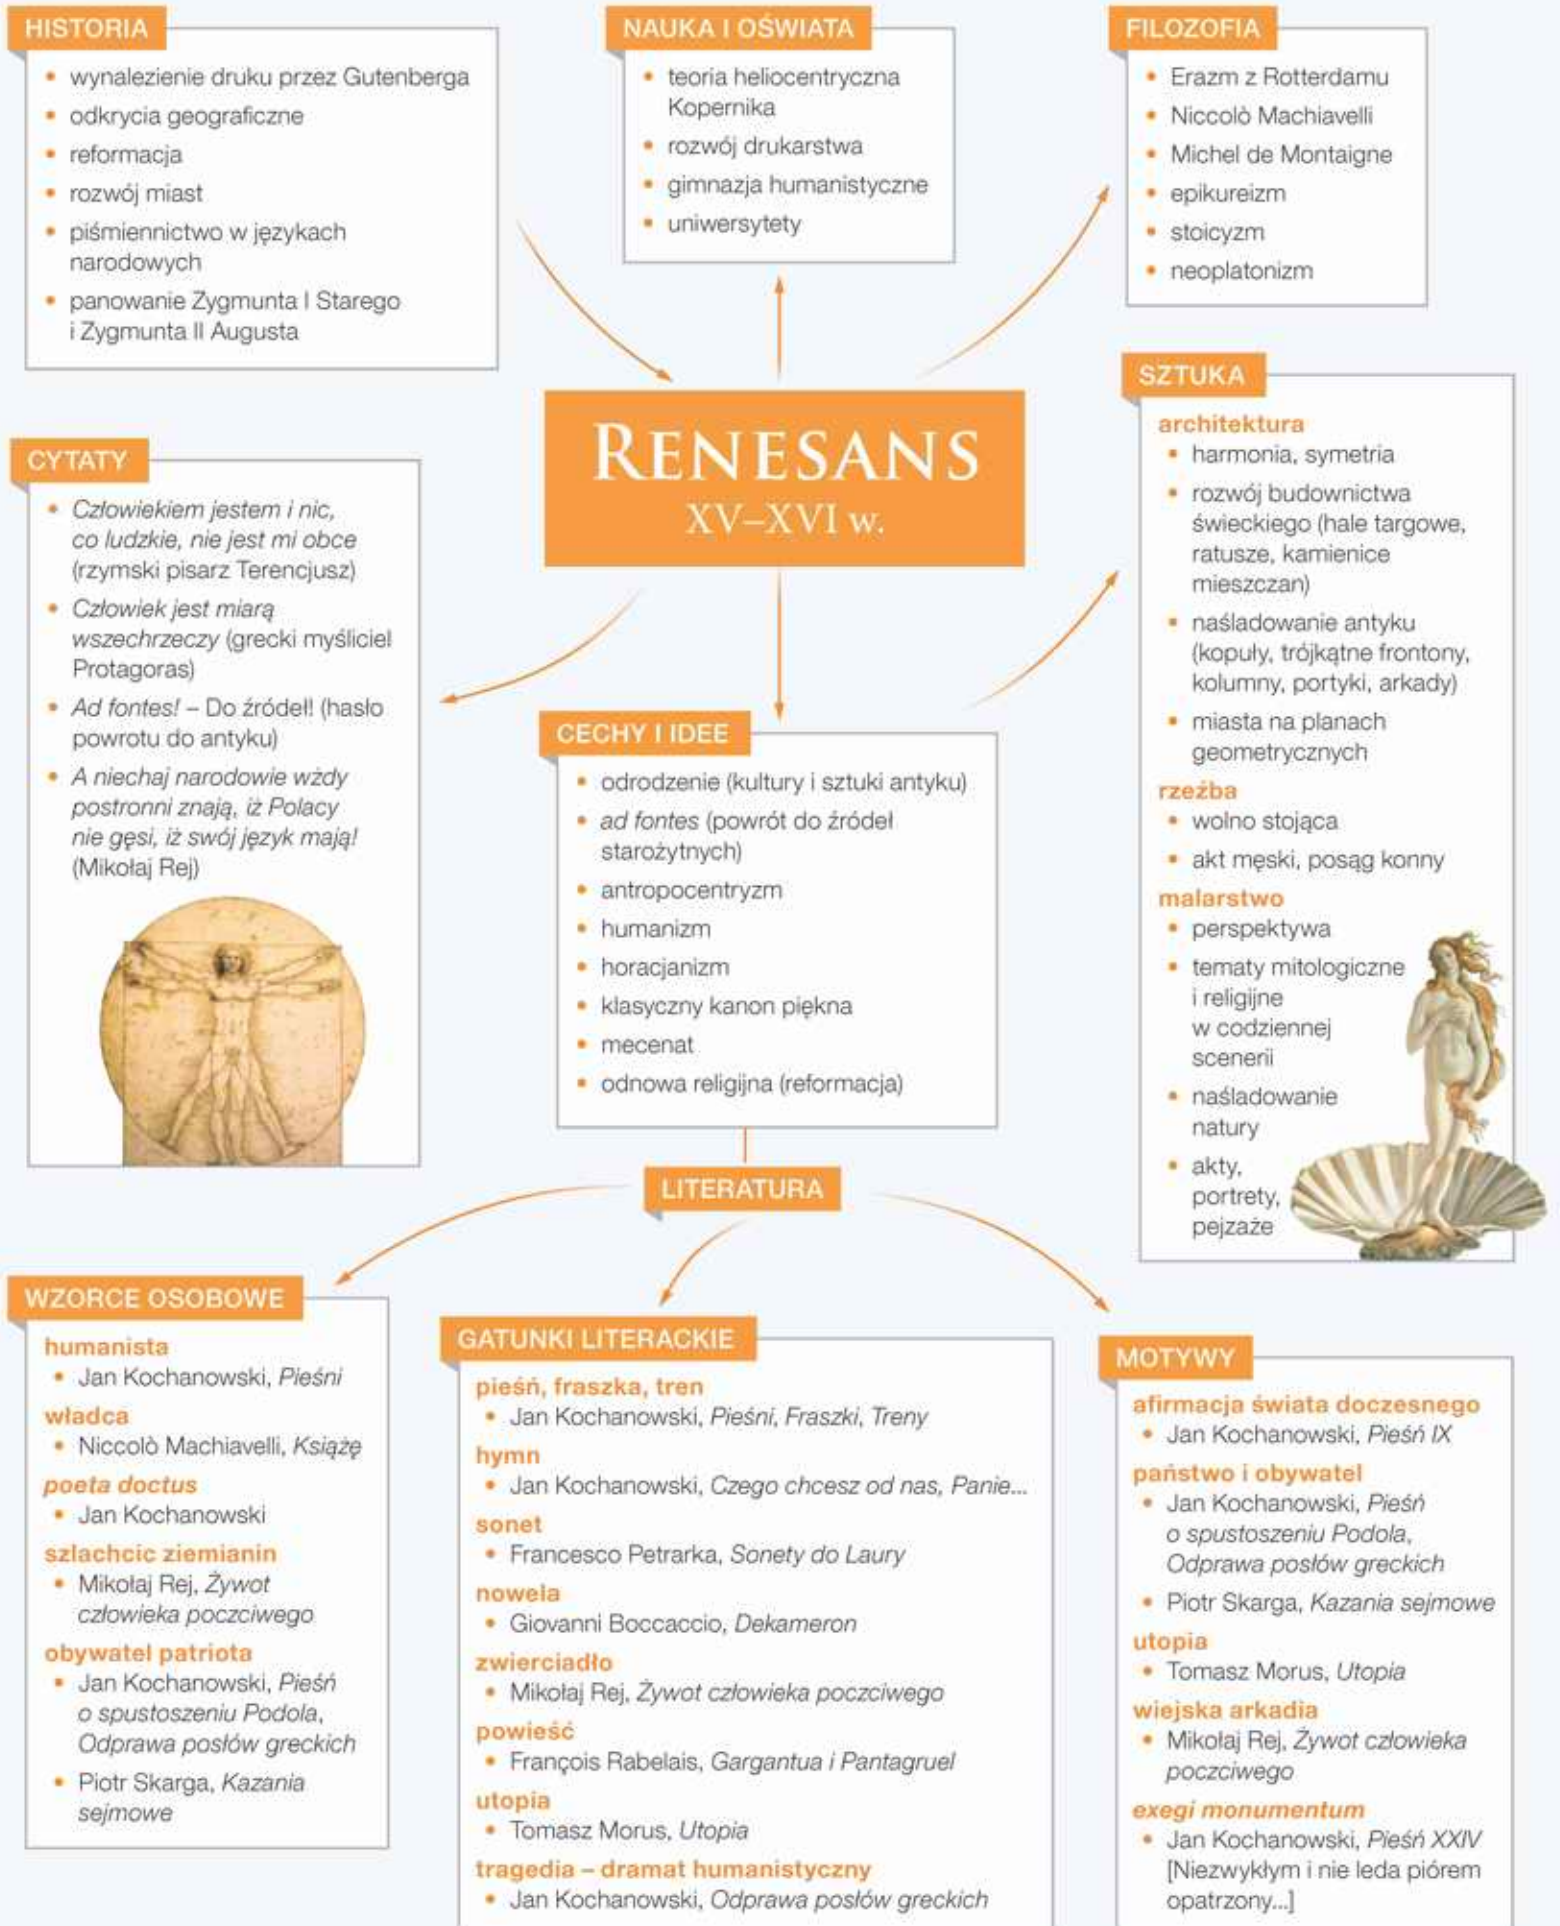 HISTORIA
• wynalezienie druku przez Gutenberga
• odkrycia geograficzne
• reformacja
• rozwój miast
• piśmiennictwo w językach
narodowych
• panowanie Zygmunta I Starego
i Zygmunta II Augusta
NAUKA I OŚWIATA
• teoria heliocentryczna
Kopernika
• rozwój drukarstwa
• gimnazja humanistyczne
• uniwersytety
FILOZOFIA
• Erazm z Rotterdamu
• Niccolò Machiavelli
• Michel de Montaigne
• epikureizm
• stoicyzm
• neoplatonizm
RENESANS
XV–XVI w.
CYTATY
• Człowiekiem jestem i nic,
co ludzkie, nie jest mi obce
(rzymski pisarz Terencjusz)
• Człowiek jest miarą
wszechrzeczy (grecki myśliciel
Protagoras)
• Ad fontes! – Do źródeł! (hasło
powrotu do antyku)
• A niechaj narodowie wżdy
postronni znają, iż Polacy
nie gęsi, iż swój język mają!
(Mikołaj Rej)
CECHY I IDEE
• odrodzenie (kultury i sztuki antyku)
• ad fontes (powrót do źródeł
starożytnych)
• antropocentryzm
• humanizm
• horacjanizm
• klasyczny kanon piękna
• mecenat
• odnowa religijna (reformacja)
SZTUKA
architektura
• harmonia, symetria
• rozwój budownictwa
świeckiego (hale targowe,
ratusze, kamienice
mieszczan)
• naśladowanie antyku
(kopuły, trójkątne frontony,
kolumny, portyki, arkady)
• miasta na planach
geometrycznych
rzeźba
• wolno stojąca
• akt męski, posąg konny
malarstwo
• perspektywa
• tematy mitologiczne
i religijne
w codziennej
scenerii
• naśladowanie
natury
• akty,
portrety,
pejzaże
LITERATURA
WZORCE OSOBOWE
humanista
• Jan Kochanowski, Pieśni
władca
• Niccolò Machiavelli, Książę
poeta doctus
• Jan Kochanowski
szlachcic ziemianin
• Mikołaj Rej, Żywot
człowieka poczciwego
obywatel patriota
• Jan Kochanowski, Pieśń
o spustoszeniu Podola,
Odprawa posłów greckich
• Piotr Skarga, Kazania
sejmowe
GATUNKI LITERACKIE
pieśń, fraszka, tren
• Jan Kochanowski, Pieśni, Fraszki, Treny
hymn
• Jan Kochanowski, Czego chcesz od nas, Panie...
sonet
• Francesco Petrarka, Sonety do Laury
nowela
• Giovanni Boccaccio, Dekameron
zwierciadło
• Mikołaj Rej, Żywot człowieka poczciwego
powieść
• François Rabelais, Gargantua i Pantagruel
utopia
• Tomasz Morus, Utopia
tragedia – dramat humanistyczny
• Jan Kochanowski, Odprawa posłów greckich
MOTYWY
afirmacja świata doczesnego
• Jan Kochanowski, Pieśń IX
państwo i obywatel
• Jan Kochanowski, Pieśń
o spustoszeniu Podola,
Odprawa posłów greckich
• Piotr Skarga, Kazania sejmowe
utopia
• Tomasz Morus, Utopia
wiejska arkadia
• Mikołaj Rej, Żywot człowieka
poczciwego
exegi monumentum
• Jan Kochanowski, Pieśń XXIV
[Niezwykłym i nie leda piórem
opatrzony...]